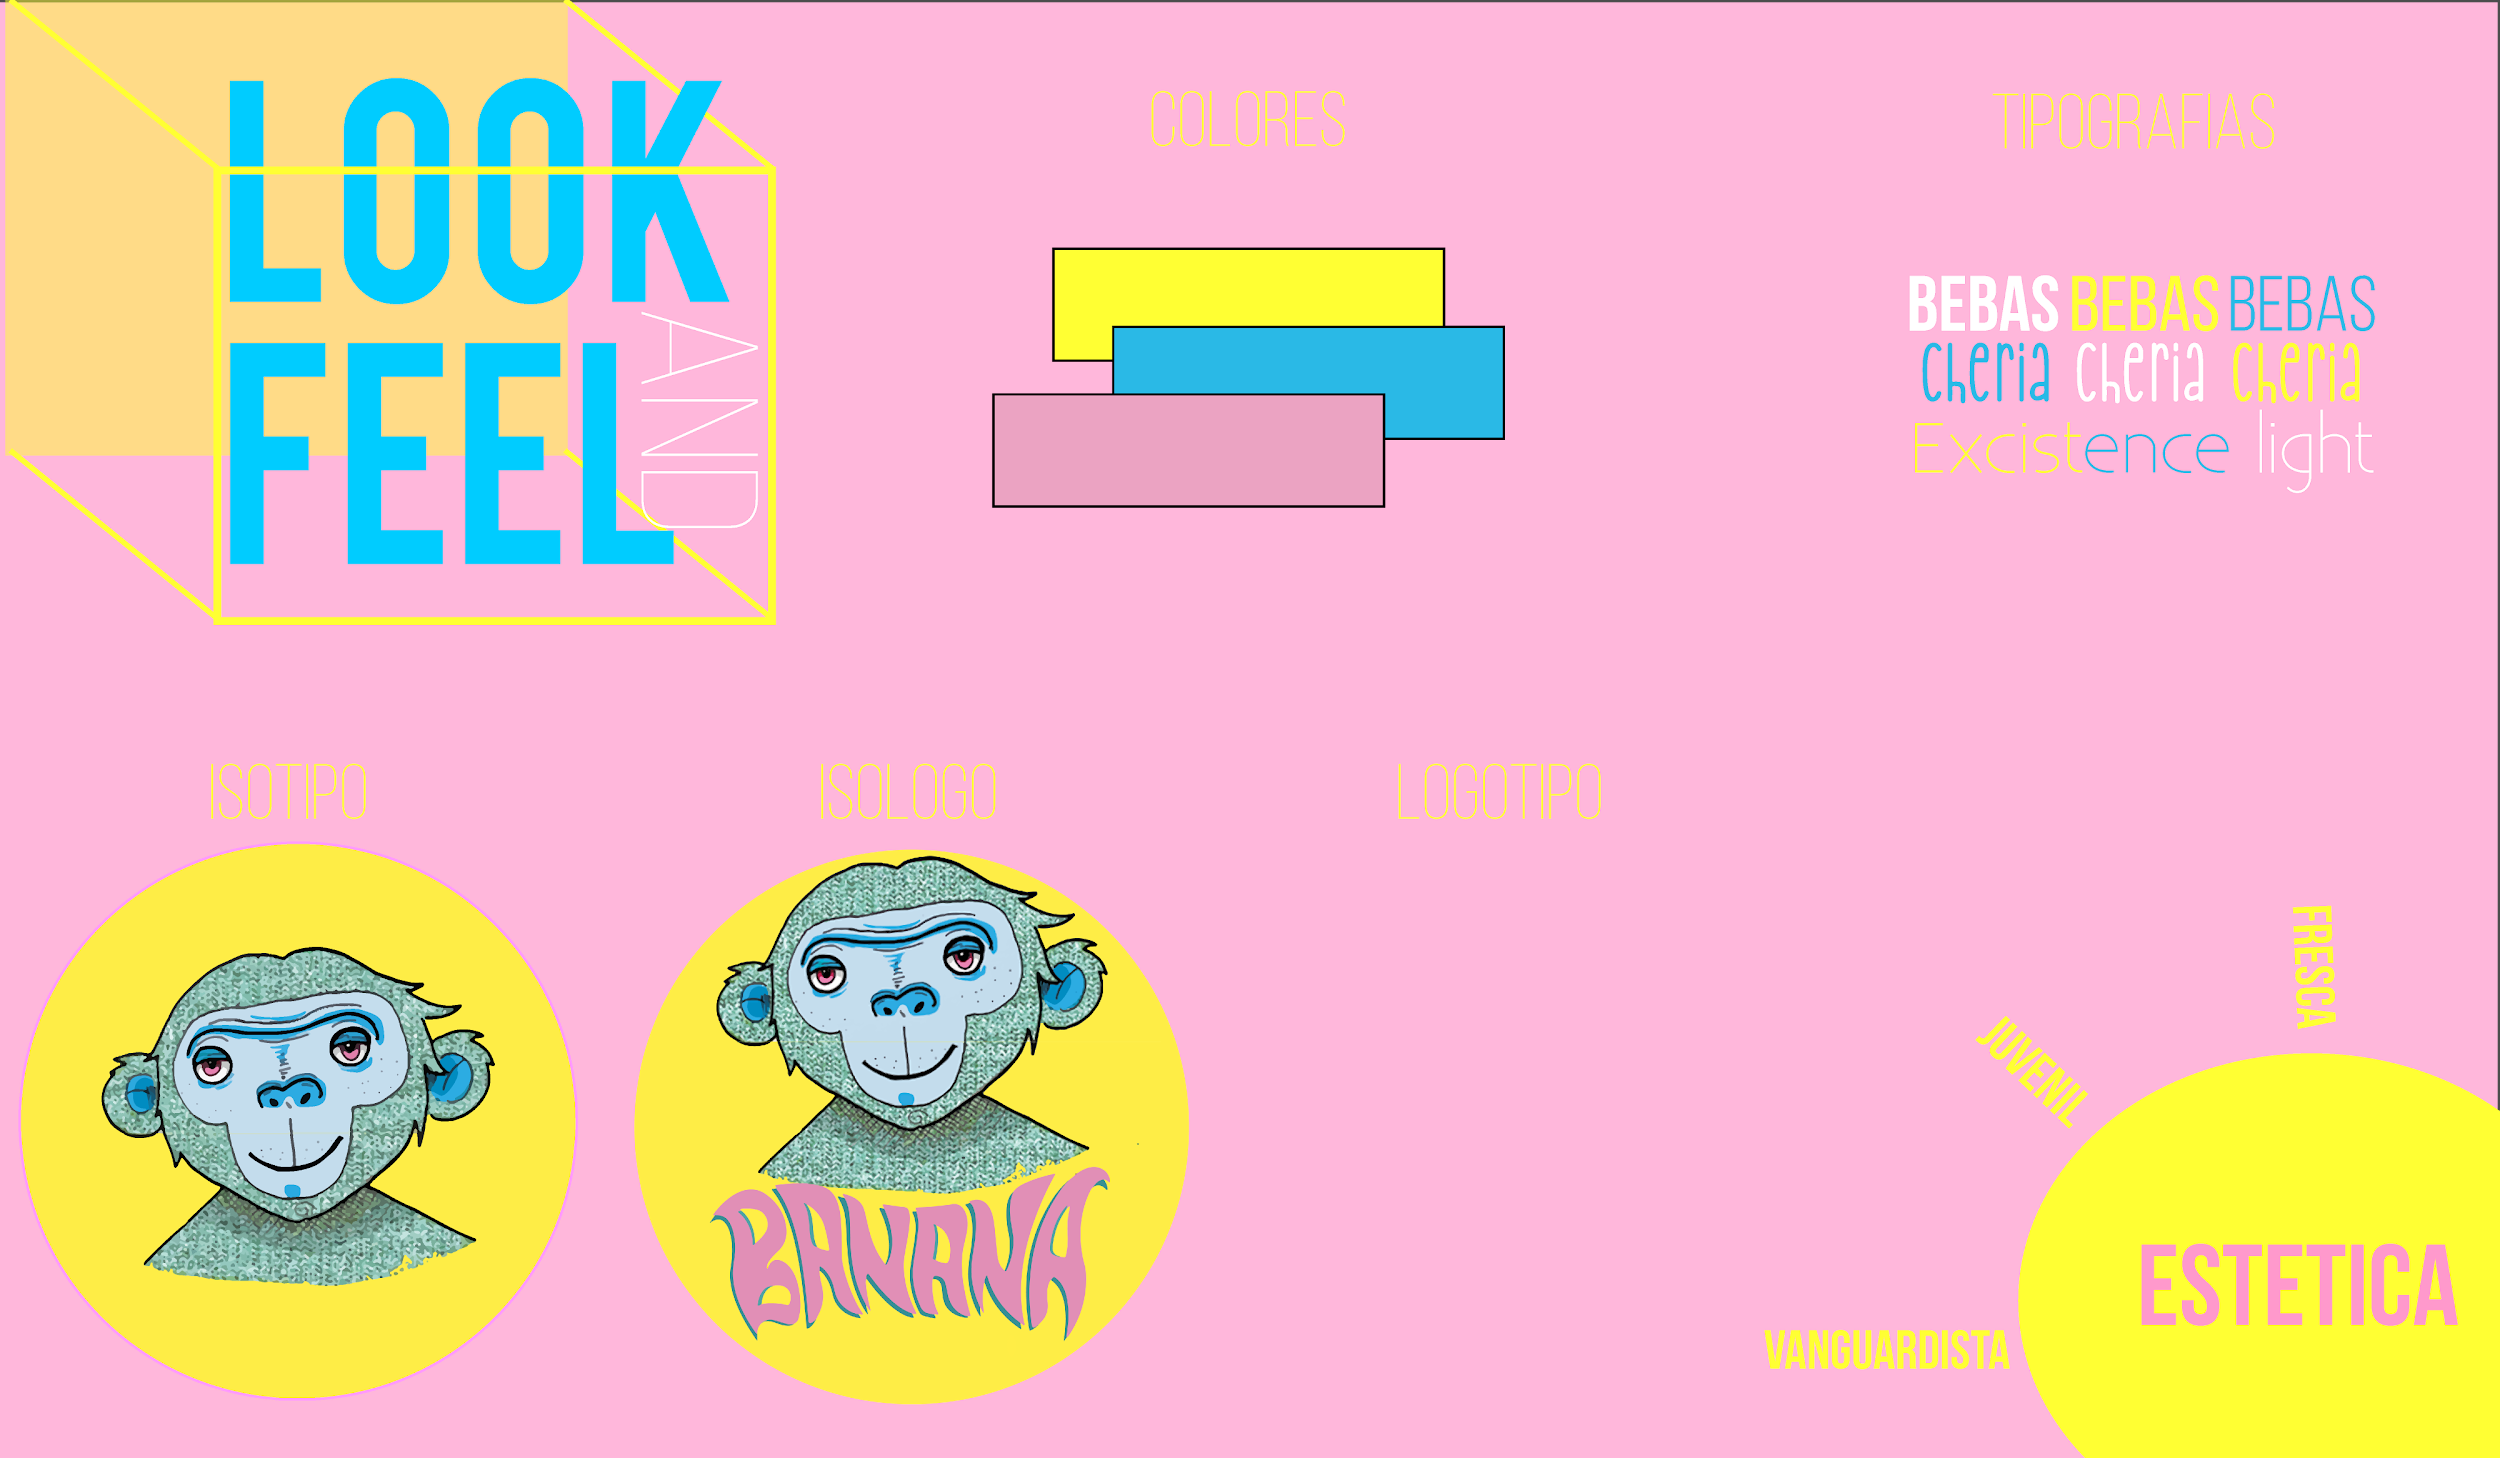 LOOK
AND
FEEL
COLORES
TIPOGRAFIAS
BEBAS BEBAS BEBAS
cheria cheria cheria
Excistence light
ISOTIPO
ISOLOGO
LOGOTIPO
BANANA
FRESCA
JUVENIL
VANGUARDISTA
ESTETICA